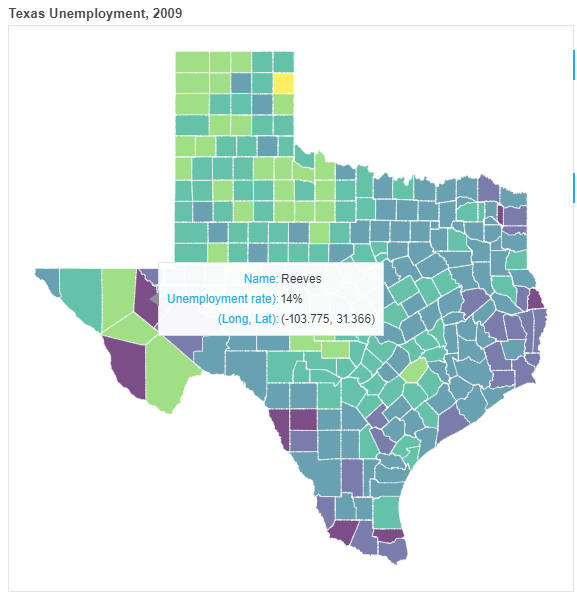 Texas Unemployment, 2009
Name: Reeves
Unemployment rate): 14%
(Long, Lat): (-103.775, 31.366)